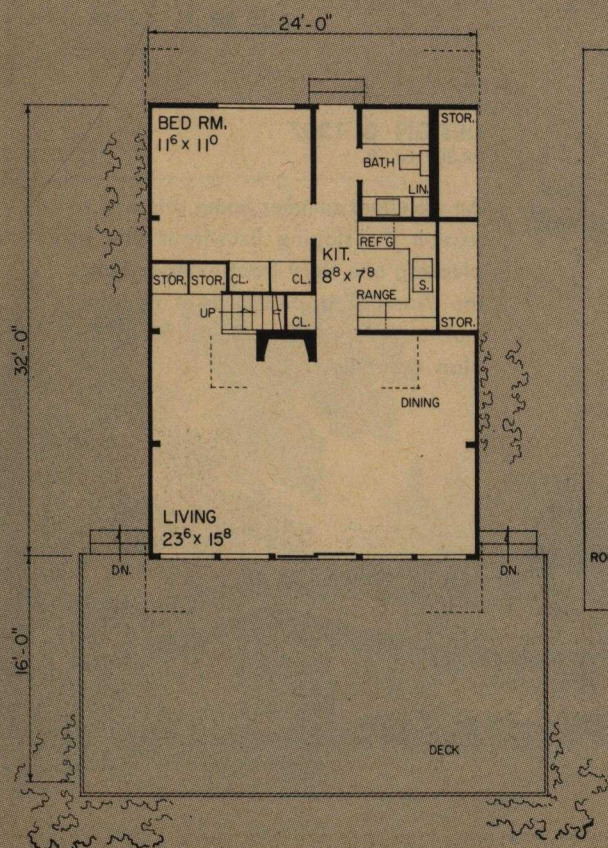 24'-0"
BED RM.
11⁶ x 11⁰
STOR.
BATH
LIN.
REF'G
KIT.
8⁸ x 7⁸
S.
RANGE
STOR.
STOR.
STOR.
CL.
CL.
UP
CL.
32'-0"
DINING
LIVING
23⁶ x 15⁸
DN.
DN.
RO
16'-0"
DECK